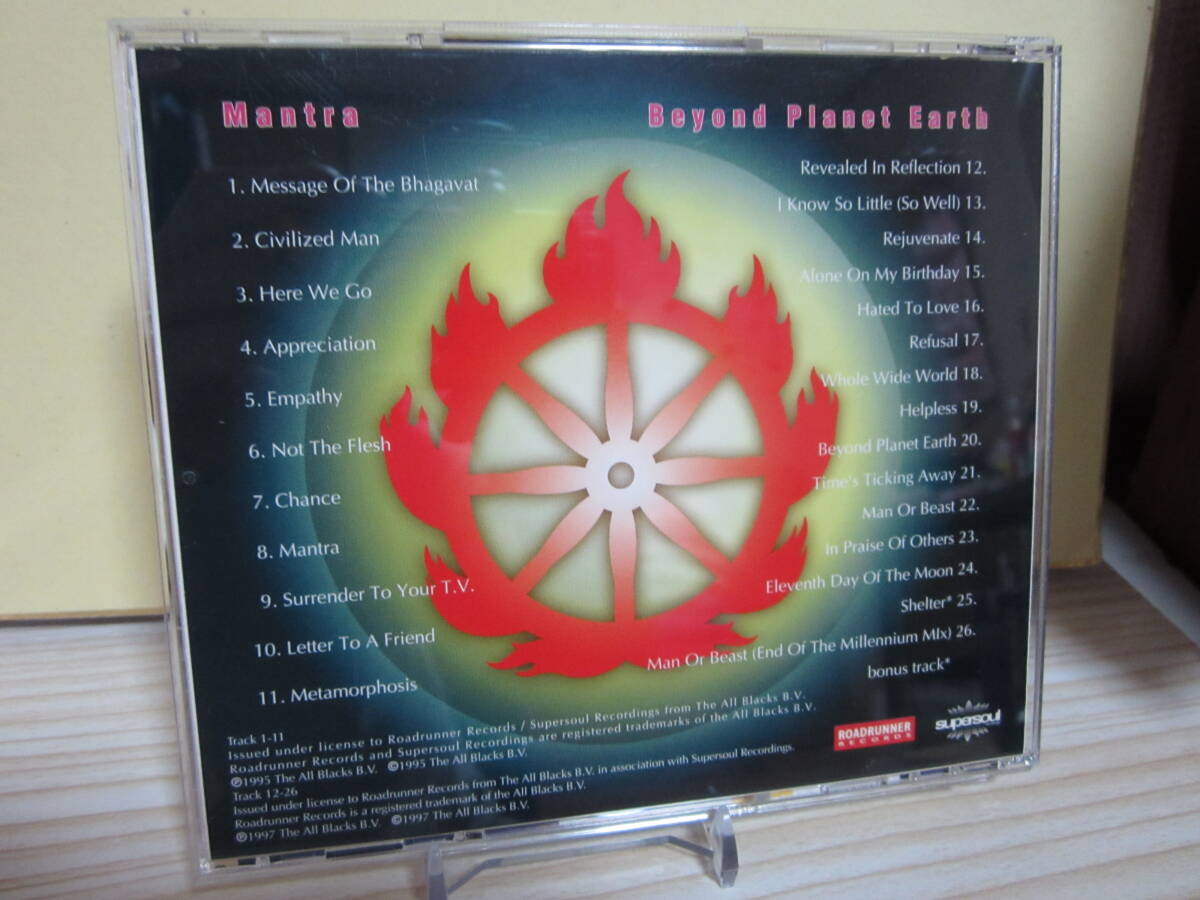 Mantra
1. Message Of The Bhagavat
2. Civilized Man
3. Here We Go
4. Appreciation
5. Empathy
6. Not The Flesh
7. Chance
8. Mantra
9. Surrender To Your T.V.
10. Letter To A Friend
11. Metamorphosis
Beyond Planet Earth
Revealed In Reflection 12.
I Know So Little (So Well) 13.
Rejuvenate 14.
Alone On My Birthday 15.
Hated To Love 16.
Refusal 17.
Whole Wide World 18.
Helpless 19.
Beyond Planet Earth 20.
Time's Ticking Away 21.
Man Or Beast 22.
In Praise Of Others 23.
Eleventh Day Of The Moon 24.
Shelter* 25.
Man Or Beast (End Of The Millennium MIx) 26.
bonus track*
Track 1-11
Issued under license to Roadrunner Records / Supersoul Recordings from The All Blacks B.V.
Roadrunner Records and Supersoul Recordings are registered trademarks of the All Blacks B.V.
℗1995 The All Blacks B.V. ©1995 The All Blacks B.V.
Track 12-26
Issued under license to Roadrunner Records from The All Blacks B.V. in association with Supersoul Recordings.
Roadrunner Records is a registered trademark of the All Blacks B.V.
℗1997 The All Blacks B.V. ©1997 The All Blacks B.V.
ROADRUNNER
RECORDS
supersoul